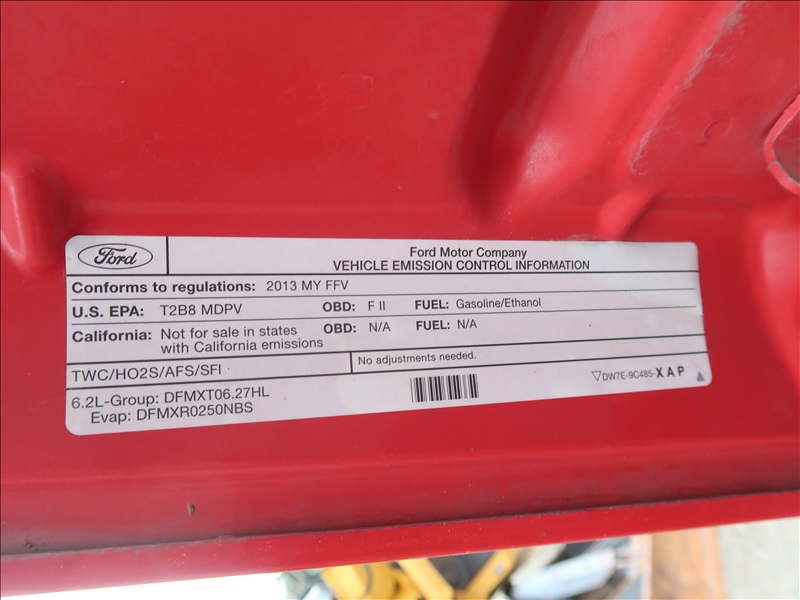 Ford
Ford Motor Company
VEHICLE EMISSION CONTROL INFORMATION
Conforms to regulations: 2013 MY FFV
U.S. EPA: T2B8 MDPV OBD: F II FUEL: Gasoline/Ethanol
California: Not for sale in states with California emissions OBD: N/A FUEL: N/A
TWC/HO2S/AFS/SFI
No adjustments needed.
6.2L-Group: DFMXT06.27HL
Evap: DFMXR0250NBS
DW7E-9C485-XAP